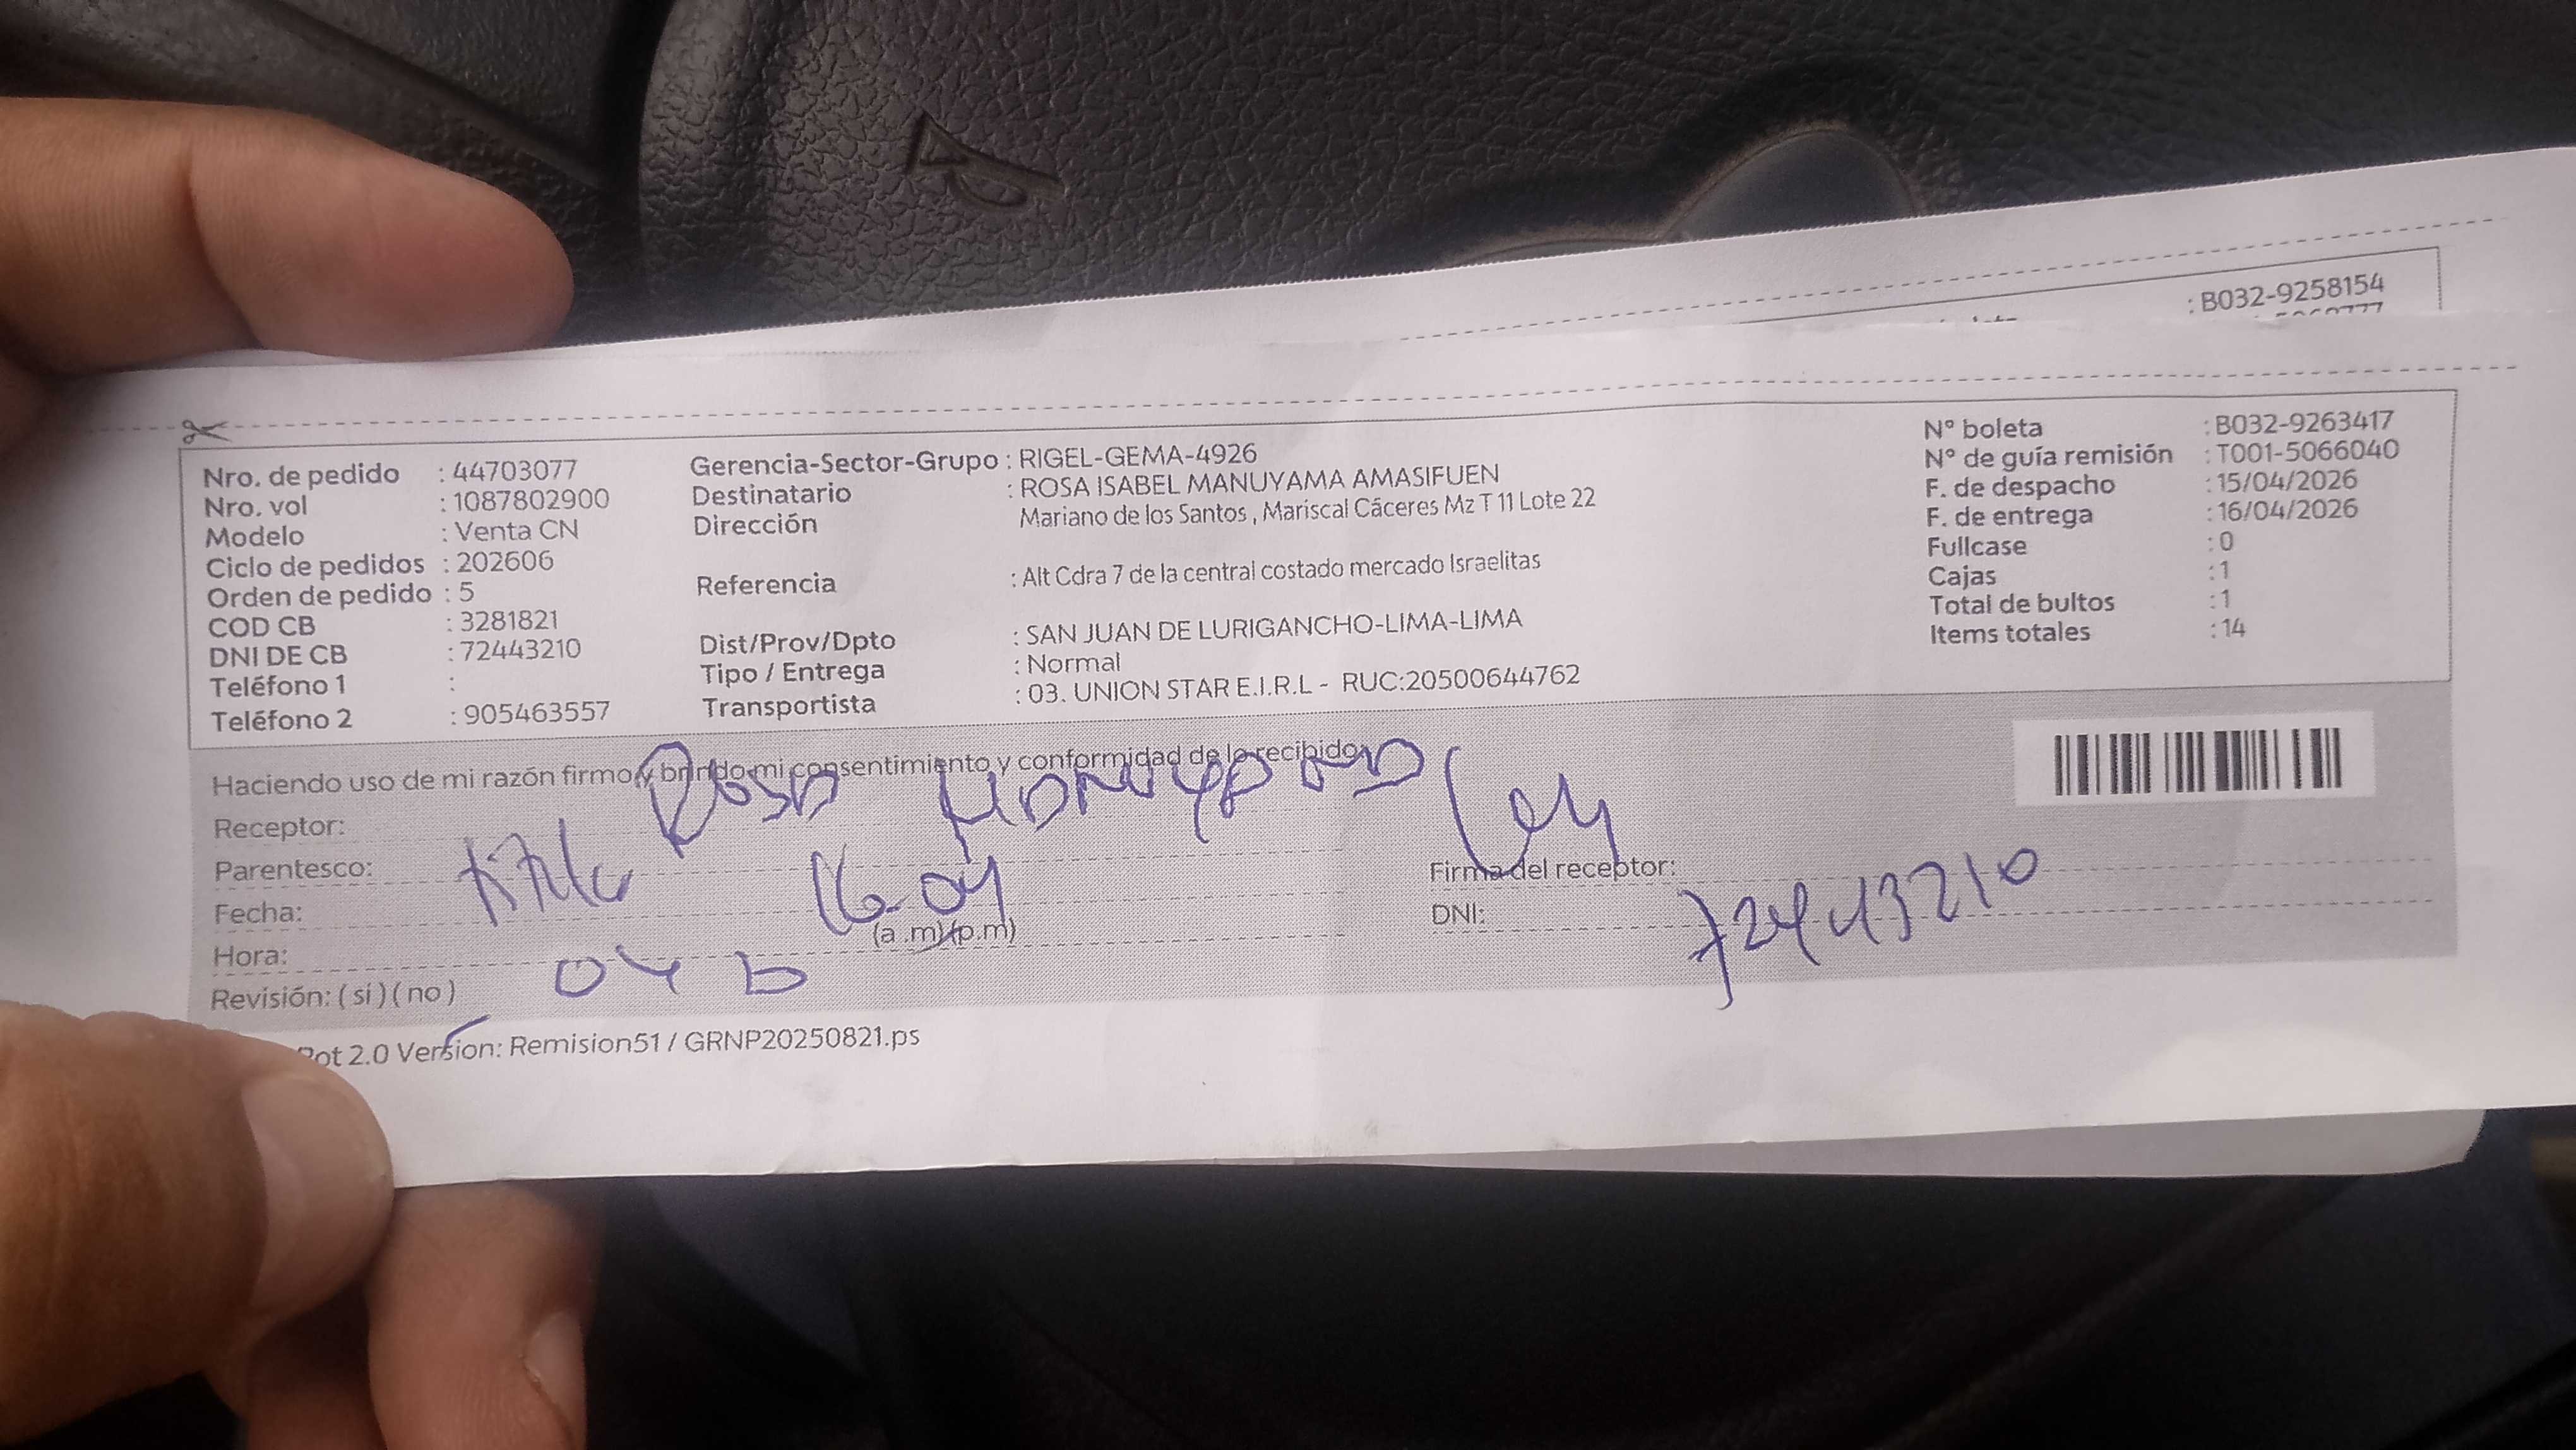 : B032-9258154
Nro. de pedido : 44703077
Nro. vol : 1087802900
Modelo : Venta CN
Ciclo de pedidos : 202606
Orden de pedido : 5
COD CB : 3281821
DNI DE CB : 72443210
Teléfono 1 :
Teléfono 2 : 905463557
Gerencia-Sector-Grupo : RIGEL-GEMA-4926
Destinatario : ROSA ISABEL MANUYAMA AMASIFUEN
Dirección Mariano de los Santos , Mariscal Cáceres Mz T 11 Lote 22
Referencia : Alt Cdra 7 de la central costado mercado Israelitas
Dist/Prov/Dpto : SAN JUAN DE LURIGANCHO-LIMA-LIMA
Tipo / Entrega : Normal
Transportista : 03. UNION STAR E.I.R.L - RUC:20500644762
N° boleta : B032-9263417
N° de guía remisión : T001-5066040
F. de despacho : 15/04/2026
F. de entrega : 16/04/2026
Fullcase : 0
Cajas : 1
Total de bultos : 1
Items totales : 14
Haciendo uso de mi razón firmo y brindo mi consentimiento y conformidad de lo recibido
Receptor: Rosa
Parentesco:
Fecha: 16-04
Hora: (a .m)(p.m)
Revisión: ( sí ) ( no )
Firma del receptor:
DNI: 72443210
Pot 2.0 Version: Remision51 / GRNP20250821.ps